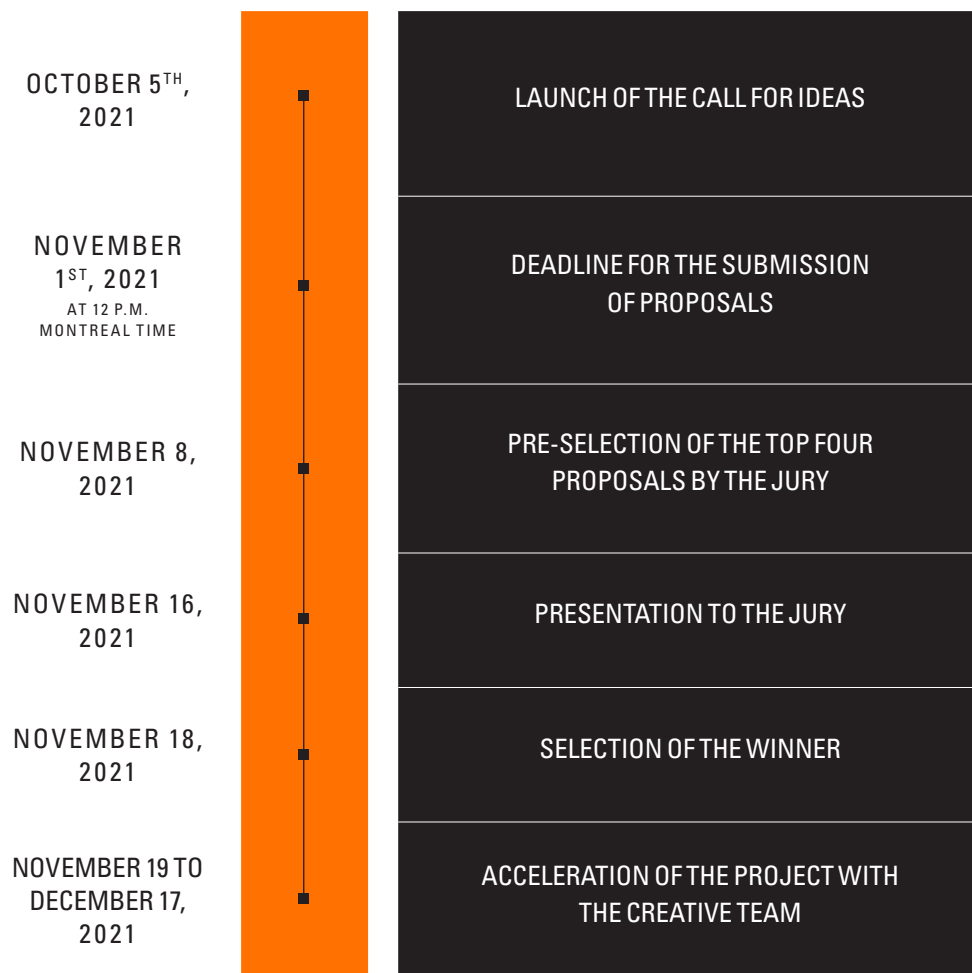 OCTOBER 5TH,
2021
LAUNCH OF THE CALL FOR IDEAS
NOVEMBER
1ST, 2021
AT 12 P.M.
MONTREAL TIME
DEADLINE FOR THE SUBMISSION
OF PROPOSALS
NOVEMBER 8,
2021
PRE-SELECTION OF THE TOP FOUR
PROPOSALS BY THE JURY
NOVEMBER 16,
2021
PRESENTATION TO THE JURY
NOVEMBER 18,
2021
SELECTION OF THE WINNER
NOVEMBER 19 TO
DECEMBER 17,
2021
ACCELERATION OF THE PROJECT WITH
THE CREATIVE TEAM